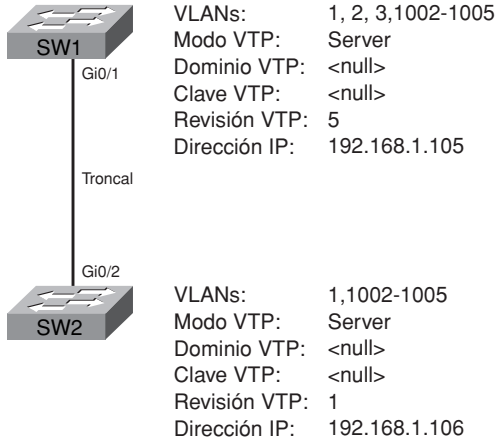 SW1
Gi0/1
VLANs: 1, 2, 3,1002-1005
Modo VTP: Server
Dominio VTP: <null>
Clave VTP: <null>
Revisión VTP: 5
Dirección IP: 192.168.1.105
Troncal
Gi0/2
SW2
VLANs: 1,1002-1005
Modo VTP: Server
Dominio VTP: <null>
Clave VTP: <null>
Revisión VTP: 1
Dirección IP: 192.168.1.106